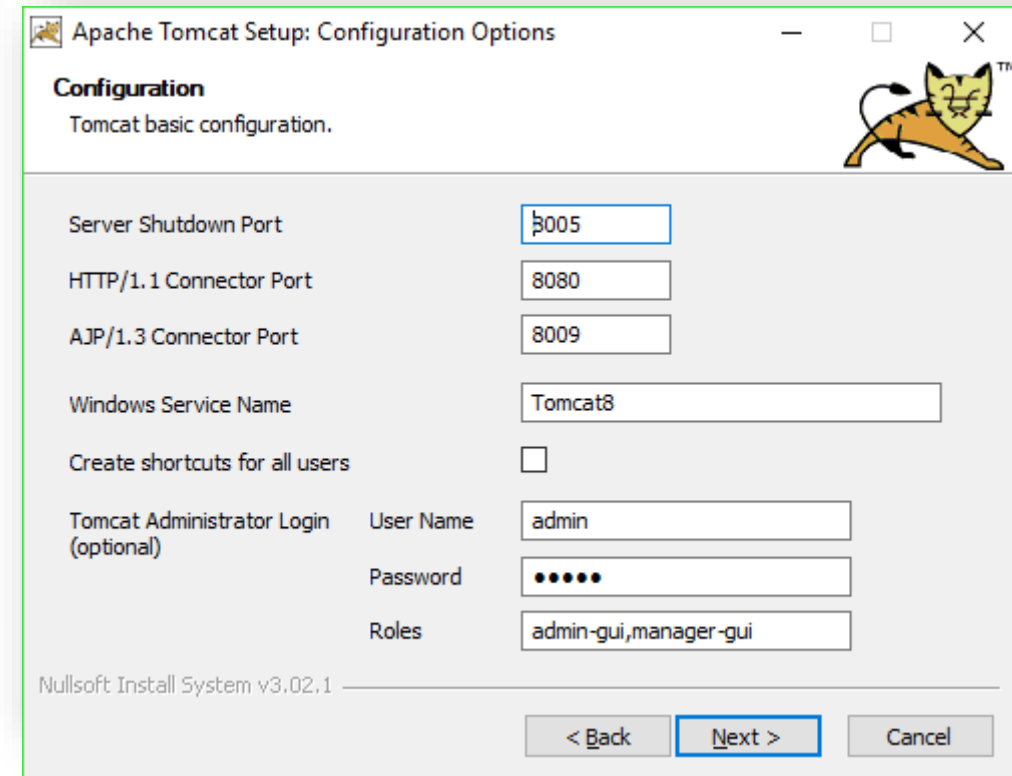 Apache Tomcat Setup: Configuration Options
Configuration
Tomcat basic configuration.
TM
Server Shutdown Port 8005
HTTP/1.1 Connector Port 8080
AJP/1.3 Connector Port 8009
Windows Service Name Tomcat8
Create shortcuts for all users
Tomcat Administrator Login User Name admin
(optional)
Password •••••
Roles admin-gui,manager-gui
Nullsoft Install System v3.02.1
< Back Next > Cancel